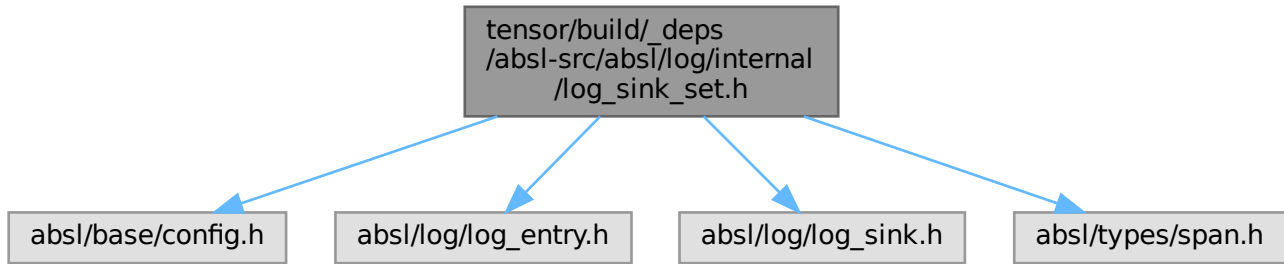 tensor/build/_deps
/absl-src/absl/log/internal
/log_sink_set.h
absl/base/config.h
absl/log/log_entry.h
absl/log/log_sink.h
absl/types/span.h